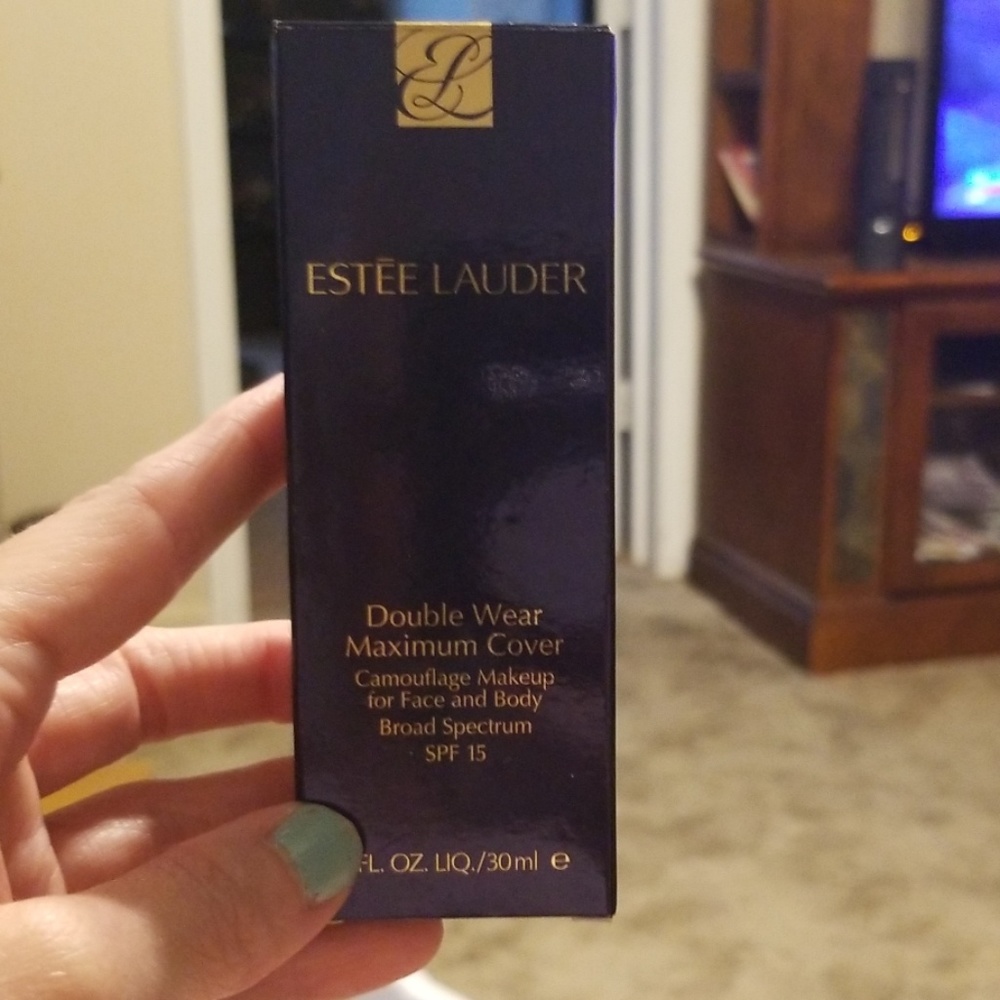 EL
ESTĒE LAUDER
Double Wear
Maximum Cover
Camouflage Makeup
for Face and Body
Broad Spectrum
SPF 15
FL. OZ. LIQ./30ml e